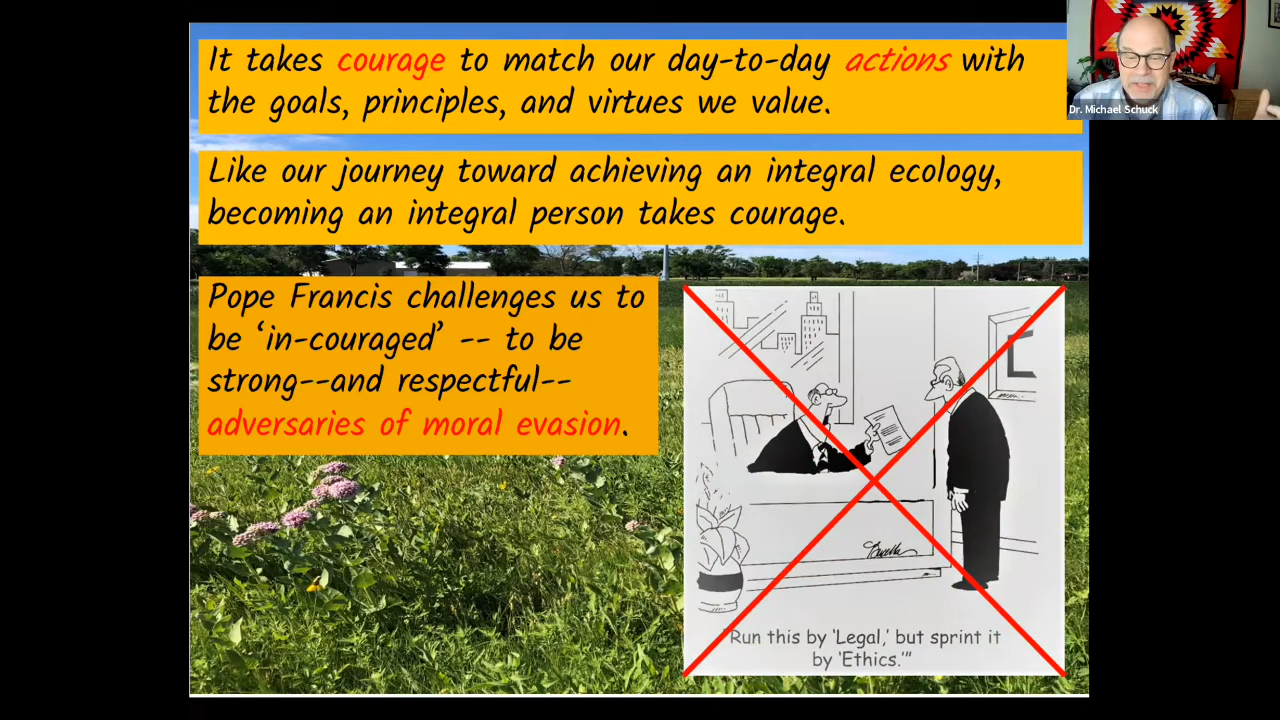 It takes courage to match our day-to-day actions with
the goals, principles, and virtues we value.
Dr. Michael Schuck
Like our journey toward achieving an integral ecology,
becoming an integral person takes courage.
Pope Francis challenges us to
be ‘in-couraged’ -- to be
strong--and respectful--
adversaries of moral evasion.
"Run this by ‘Legal,’ but sprint it
by ‘Ethics.’"